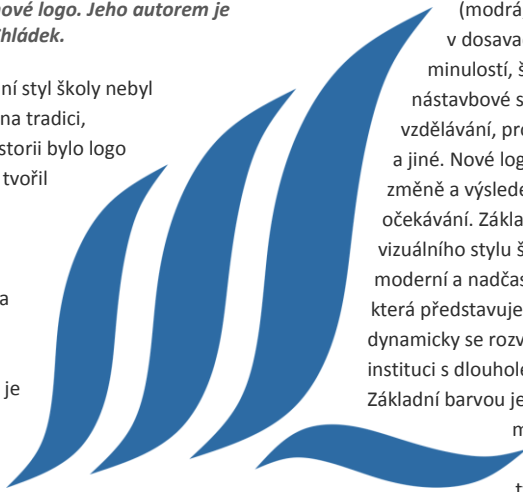 nové logo. Jeho autorem je
Chládek.
ní styl školy nebyl
na tradici,
storii bylo logo
tvořil
a
je
(modrá
v dosava
minulostí, š
nástavbové s
vzdělávání, pro
a jiné. Nové log
změně a výslede
očekávání. Zákla
vizuálního stylu š
moderní a nadčas
která představuje
dynamicky se rozv
instituci s dlouhole
Základní barvou je
m
t